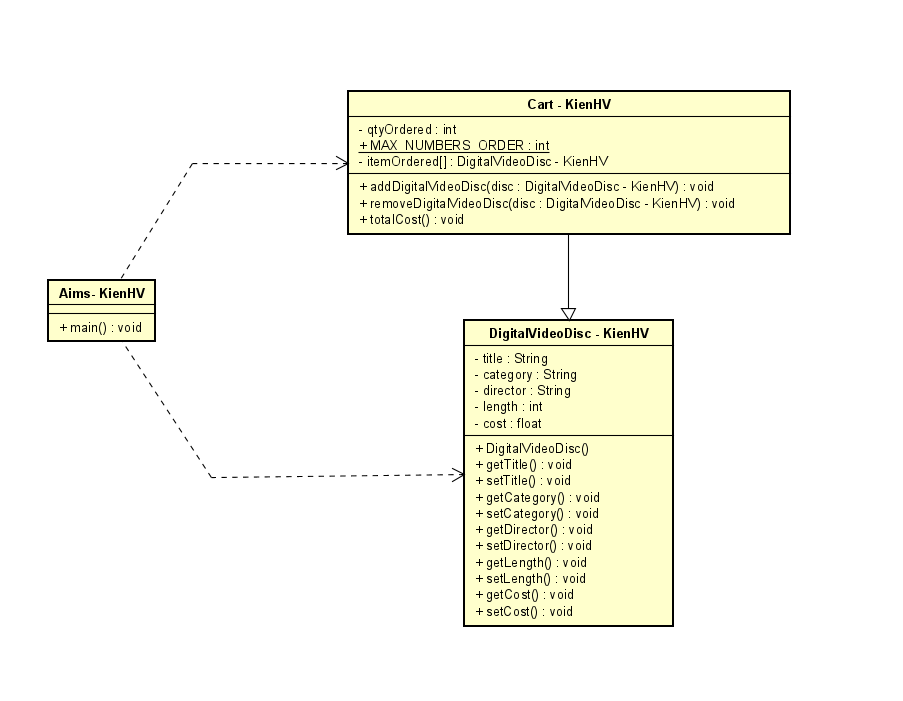 Cart - KienHV
- qtyOrdered : int
+ MAX_NUMBERS_ORDER : int
- itemOrdered[] : DigitalVideoDisc - KienHV
+ addDigitalVideoDisc(disc : DigitalVideoDisc - KienHV) : void
+ removeDigitalVideoDisc(disc : DigitalVideoDisc - KienHV) : void
+ totalCost() : void
Aims- KienHV
+ main() : void
DigitalVideoDisc - KienHV
- title : String
- category : String
- director : String
- length : int
- cost : float
+ DigitalVideoDisc()
+ getTitle() : void
+ setTitle() : void
+ getCategory() : void
+ setCategory() : void
+ getDirector() : void
+ setDirector() : void
+ getLength() : void
+ setLength() : void
+ getCost() : void
+ setCost() : void